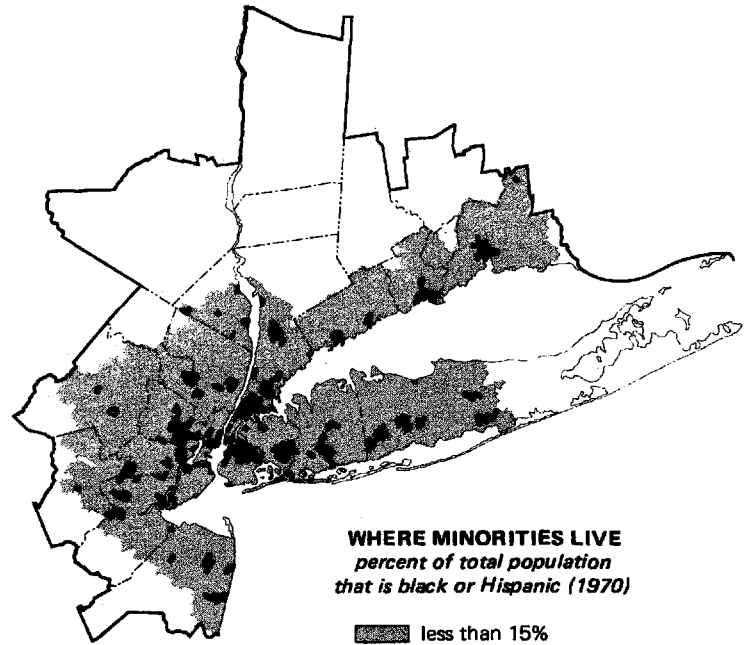 WHERE MINORITIES LIVE
percent of total population
that is black or Hispanic (1970)
less than 15%